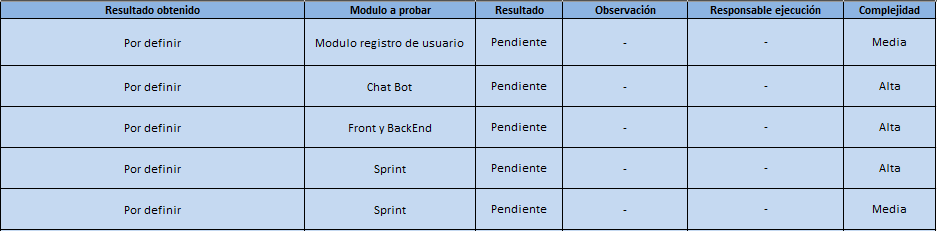 Resultado obtenido Modulo a probar Resultado Observación Responsable ejecución Complejidad
Por definir Modulo registro de usuario Pendiente - - Media
Por definir Chat Bot Pendiente - - Alta
Por definir Front y BackEnd Pendiente - - Alta
Por definir Sprint Pendiente - - Alta
Por definir Sprint Pendiente - - Media